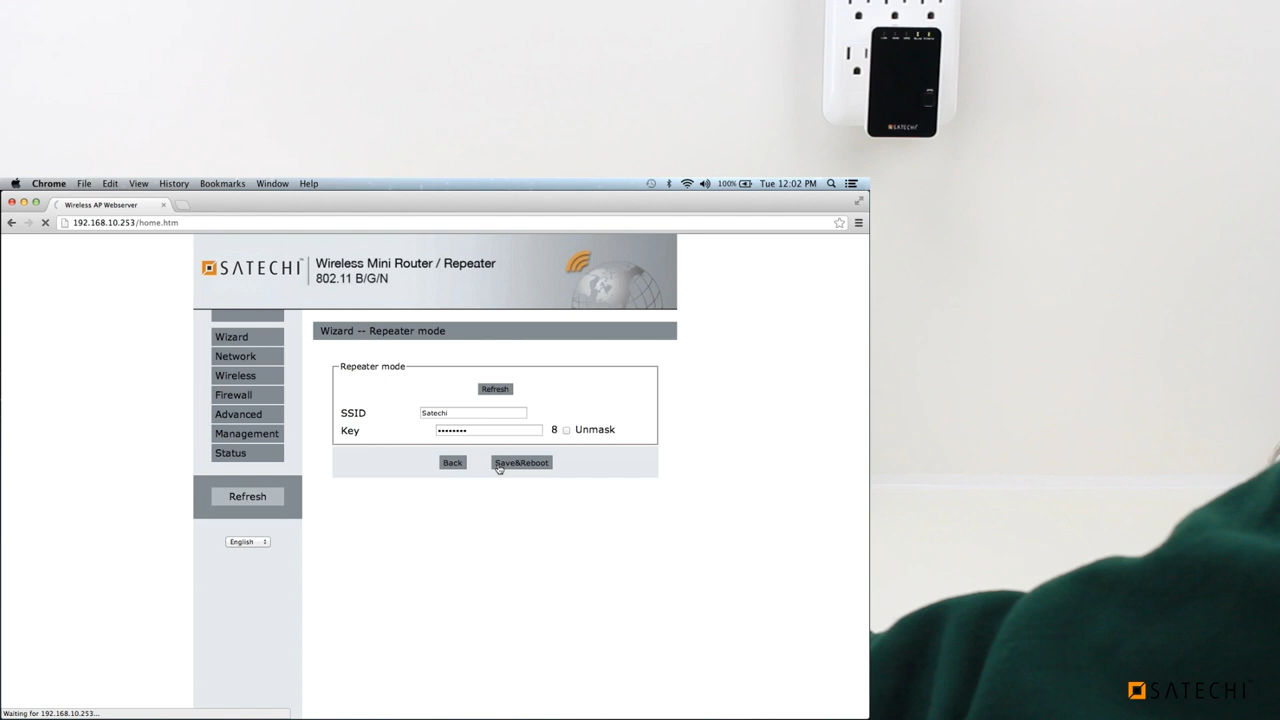 SATECHI
Chrome File Edit View History Bookmarks Window Help 100% Tue 12:02 PM
Wireless AP Webserver
192.168.10.253/home.htm
SATECHI
Wireless Mini Router / Repeater
802.11 B/G/N
Wizard
Network
Wireless
Firewall
Advanced
Management
Status
Refresh
English
Wizard -- Repeater mode
Repeater mode
Refresh
SSID Satechi
Key •••••••• 8 Unmask
Back Save&Reboot
Waiting for 192.168.10.253...
SATECHI